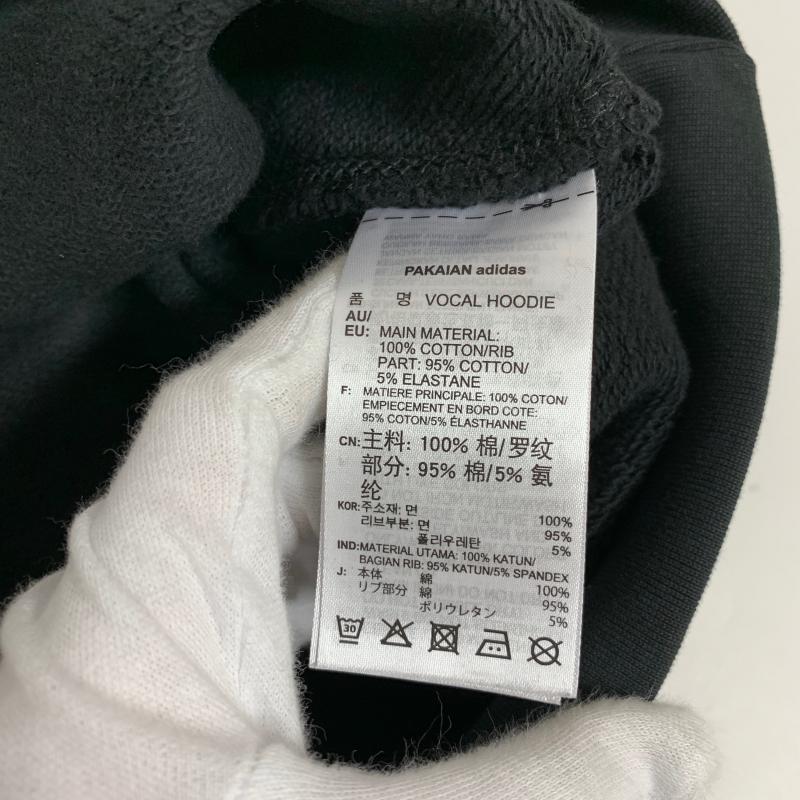 PAKAIAN adidas
품 명 VOCAL HOODIE
AU/
EU: MAIN MATERIAL:
100% COTTON/RIB
PART: 95% COTTON/
5% ELASTANE
F: MATIERE PRINCIPALE: 100% COTON/
EMPIECEMENT EN BORD COTE:
95% COTON/5% ÉLASTHANNE
CN: 主料: 100% 棉/罗纹
部分: 95% 棉/5% 氨
纶
KOR: 주소재: 면 100%
리브부분: 면 95%
폴리우레탄 5%
IND: MATERIAL UTAMA: 100% KATUN/
BAGIAN RIB: 95% KATUN/5% SPANDEX
J: 本体 綿 100%
リブ部分 綿 95%
ポリウレタン 5%
30